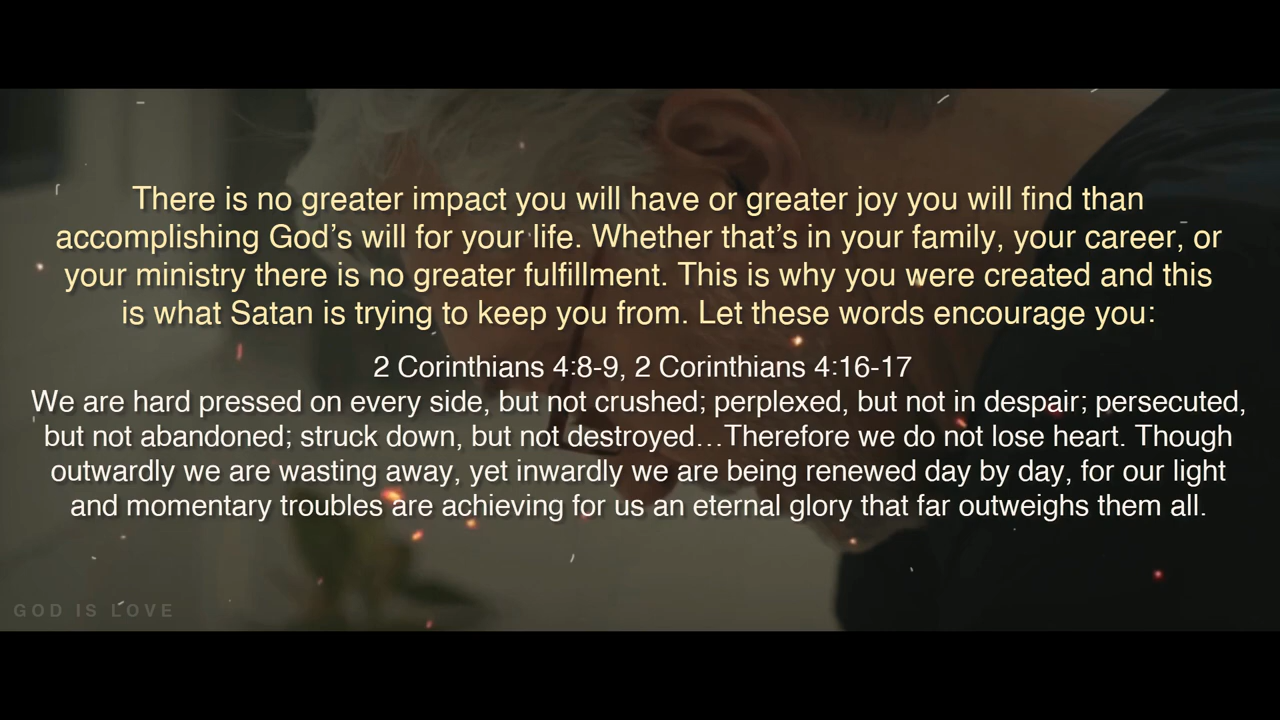 There is no greater impact you will have or greater joy you will find than
accomplishing God’s will for your life. Whether that’s in your family, your career, or
your ministry there is no greater fulfillment. This is why you were created and this
is what Satan is trying to keep you from. Let these words encourage you:
2 Corinthians 4:8-9, 2 Corinthians 4:16-17
We are hard pressed on every side, but not crushed; perplexed, but not in despair; persecuted,
but not abandoned; struck down, but not destroyed…Therefore we do not lose heart. Though
outwardly we are wasting away, yet inwardly we are being renewed day by day, for our light
and momentary troubles are achieving for us an eternal glory that far outweighs them all.
GOD IS LOVE